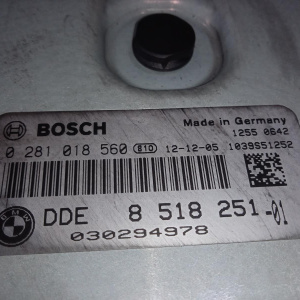 BOSCH Made in Germany
1255 0642
0 281 018 560 810 12-12-05 1039S51252
BMW DDE 8 518 251-01
030294978